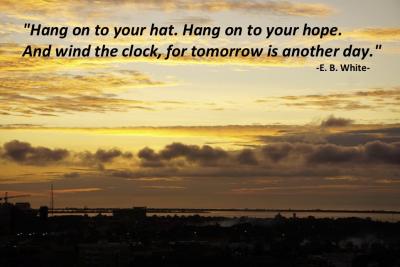 "Hang on to your hat. Hang on to your hope.
And wind the clock, for tomorrow is another day."
-E. B. White-